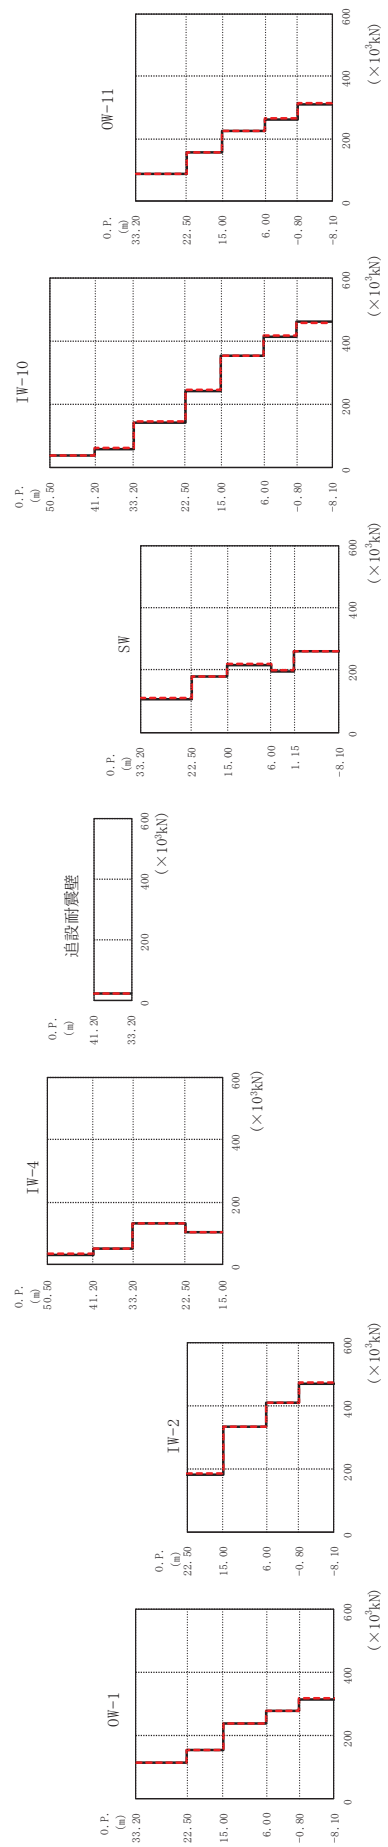 OW-1
O.P.
(m)
33.20
22.50
15.00
6.00
-0.80
-8.10
0
200
400
600
(×10³kN)
IW-2
O.P.
(m)
22.50
15.00
6.00
-0.80
-8.10
0
200
400
600
(×10³kN)
IW-4
O.P.
(m)
50.50
41.20
33.20
22.50
15.00
0
200
400
600
(×10³kN)
追設耐震壁
O.P.
(m)
41.20
33.20
0
200
400
600
(×10³kN)
SW
O.P.
(m)
33.20
22.50
15.00
6.00
1.15
-8.10
0
200
400
600
(×10³kN)
IW-10
O.P.
(m)
50.50
41.20
33.20
22.50
15.00
6.00
-0.80
-8.10
0
200
400
600
(×10³kN)
OW-11
O.P.
(m)
33.20
22.50
15.00
6.00
-0.80
-8.10
0
200
400
600
(×10³kN)